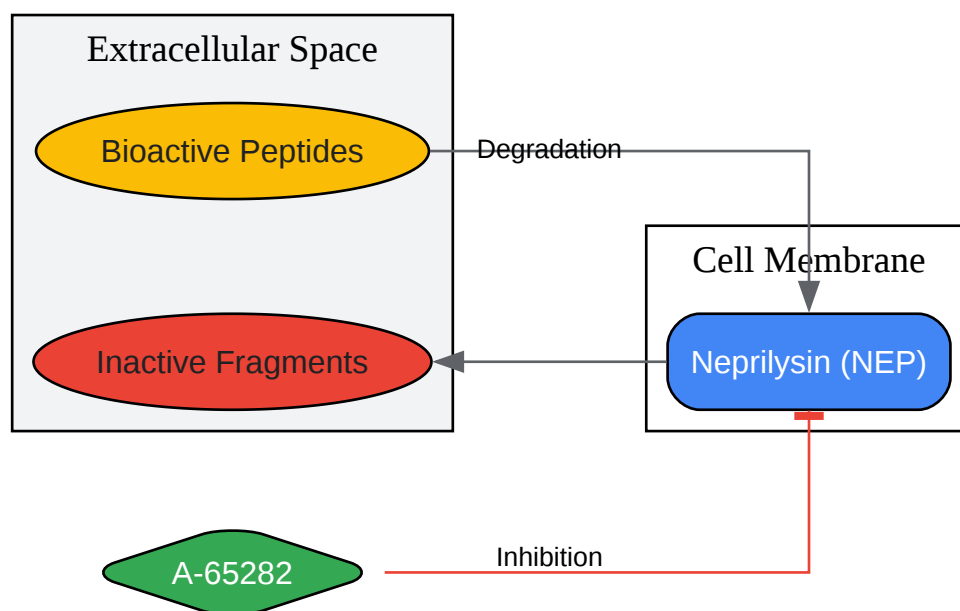 Extracellular Space
Bioactive Peptides
Degradation
Cell Membrane
Inactive Fragments
Neprilysin (NEP)
Inhibition
A-65282